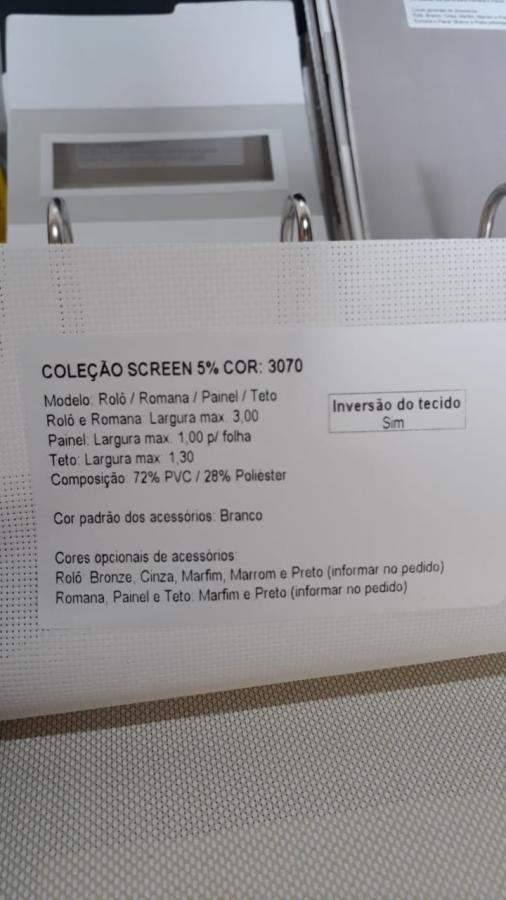 COLEÇÃO SCREEN 5% COR: 3070
Modelo: Rolô / Romana / Painel / Teto
Rolô e Romana: Largura max. 3,00
Painel: Largura max. 1,00 p/ folha
Teto: Largura max: 1,30
Composição: 72% PVC / 28% Poliéster
Inversão do tecido
Sim
Cor padrão dos acessórios: Branco
Cores opcionais de acessórios:
Rolô: Bronze, Cinza, Marfim, Marrom e Preto (informar no pedido)
Romana, Painel e Teto: Marfim e Preto (informar no pedido)